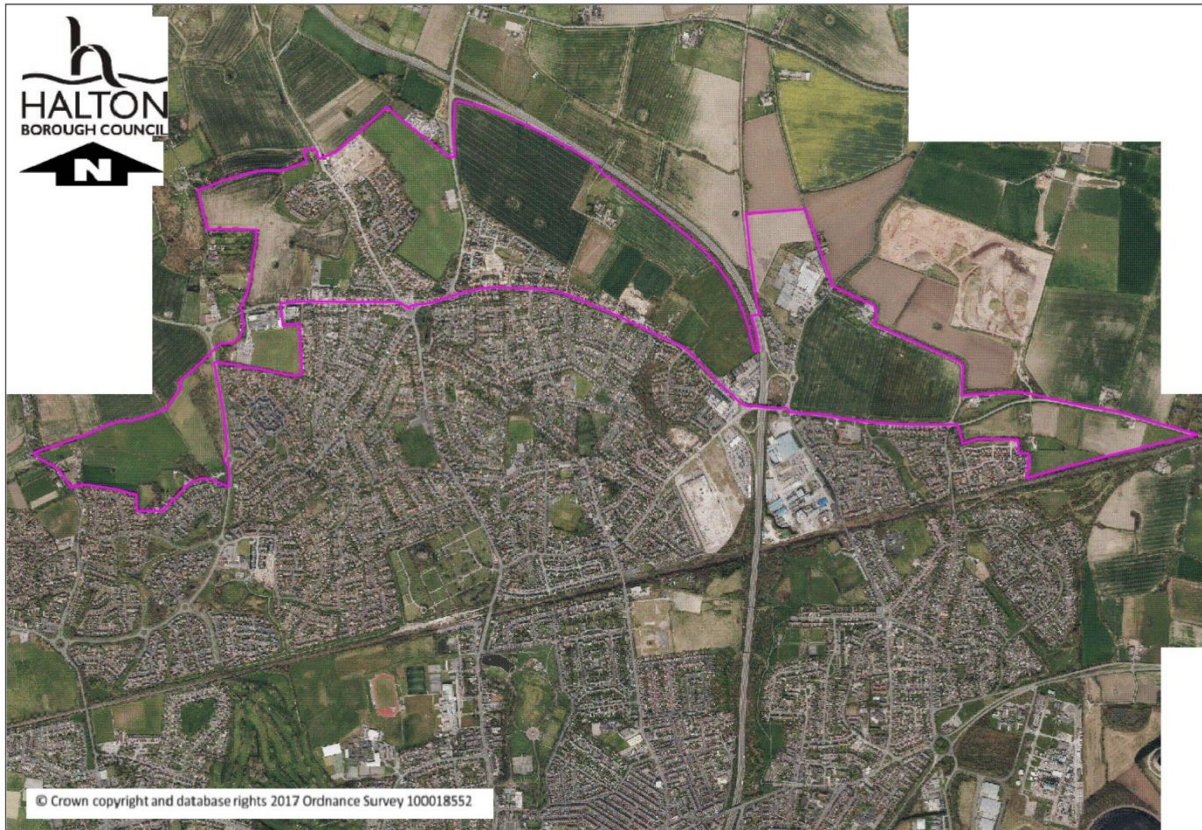 HALTON
BOROUGH COUNCIL
N
© Crown copyright and database rights 2017 Ordnance Survey 100018552